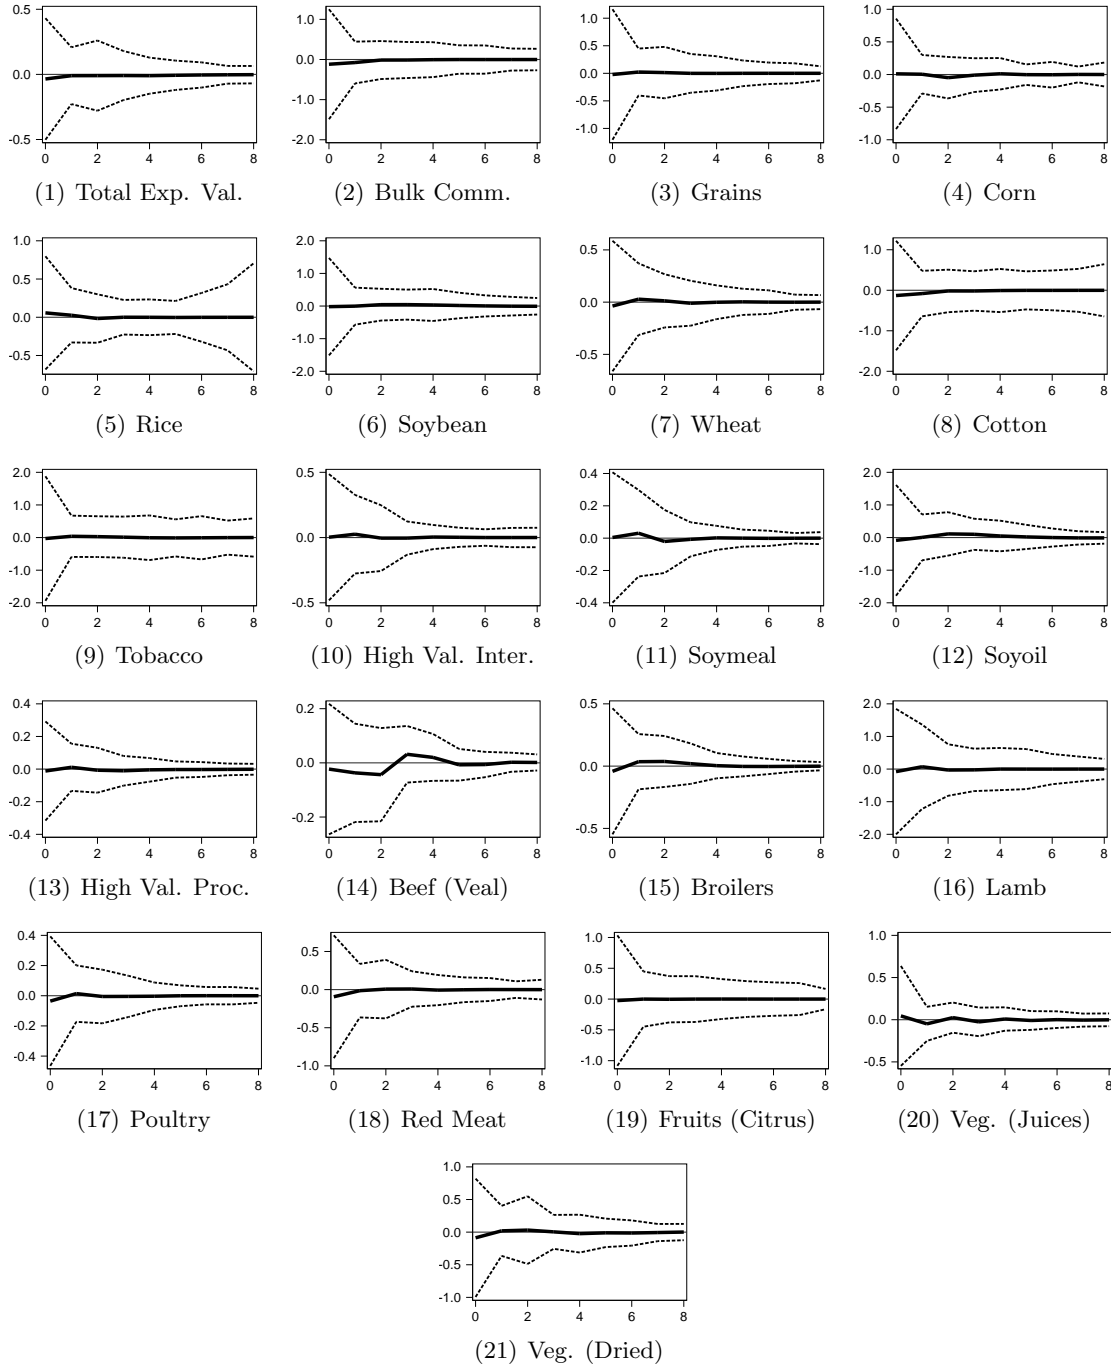 0.5
0.0
-0.5
0 2 4 6 8
(1) Total Exp. Val.
1.0
0.0
-1.0
-2.0
0 2 4 6 8
(2) Bulk Comm.
1.0
0.5
0.0
-0.5
-1.0
0 2 4 6 8
(3) Grains
1.0
0.5
0.0
-0.5
-1.0
0 2 4 6 8
(4) Corn
1.0
0.5
0.0
-0.5
0 2 4 6 8
(5) Rice
2.0
1.0
0.0
-1.0
-2.0
0 2 4 6 8
(6) Soybean
0.5
0.0
-0.5
0 2 4 6 8
(7) Wheat
1.0
0.0
-1.0
-2.0
0 2 4 6 8
(8) Cotton
2.0
1.0
0.0
-1.0
-2.0
0 2 4 6 8
(9) Tobacco
0.5
0.0
-0.5
0 2 4 6 8
(10) High Val. Inter.
0.4
0.2
0.0
-0.2
-0.4
0 2 4 6 8
(11) Soymeal
2.0
1.0
0.0
-1.0
-2.0
0 2 4 6 8
(12) Soyoil
0.4
0.2
0.0
-0.2
-0.4
0 2 4 6 8
(13) High Val. Proc.
0.2
0.0
-0.2
0 2 4 6 8
(14) Beef (Veal)
0.5
0.0
-0.5
0 2 4 6 8
(15) Broilers
2.0
1.0
0.0
-1.0
-2.0
0 2 4 6 8
(16) Lamb
0.4
0.2
0.0
-0.2
-0.4
0 2 4 6 8
(17) Poultry
0.5
0.0
-0.5
-1.0
0 2 4 6 8
(18) Red Meat
1.0
0.5
0.0
-0.5
-1.0
0 2 4 6 8
(19) Fruits (Citrus)
1.0
0.5
0.0
-0.5
0 2 4 6 8
(20) Veg. (Juices)
1.0
0.5
0.0
-0.5
-1.0
0 2 4 6 8
(21) Veg. (Dried)